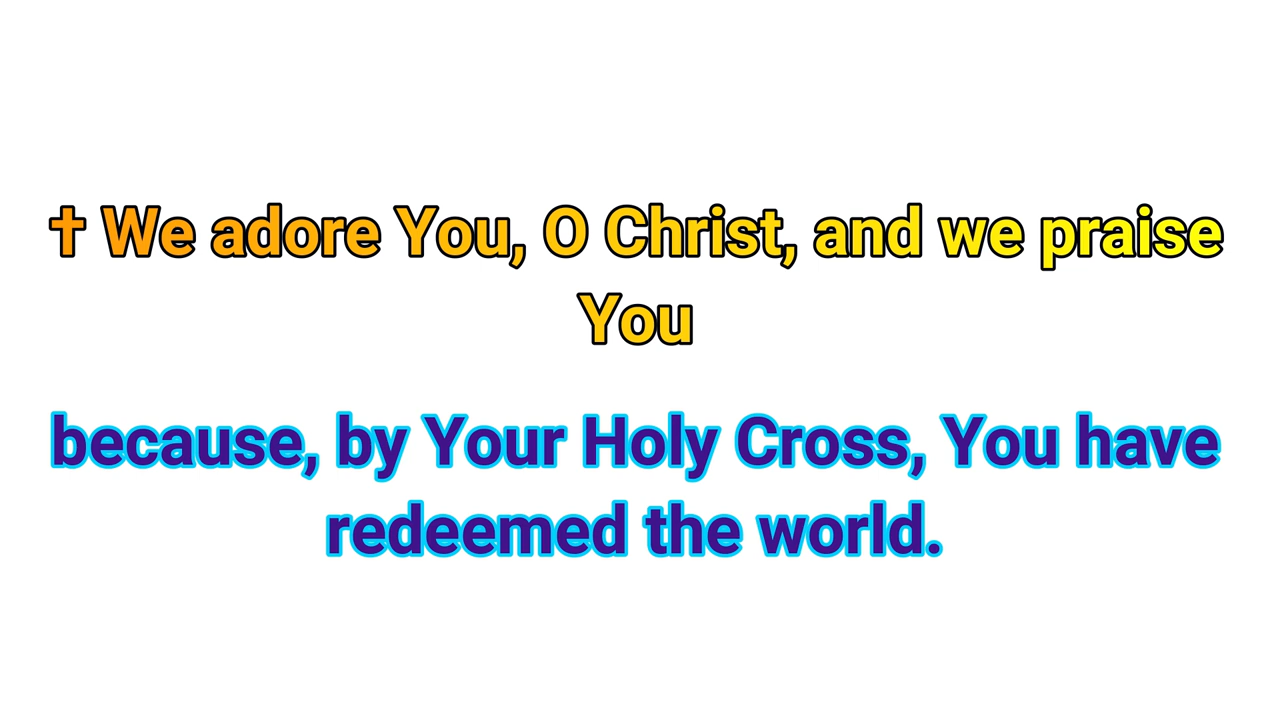 ✝ We adore You, O Christ, and we praise
You
because, by Your Holy Cross, You have
redeemed the world.